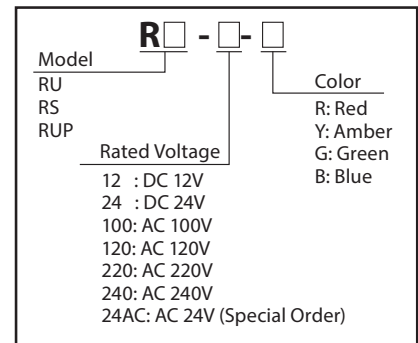 R□ - □- □
Model
RU
RS
RUP
Rated Voltage
12 : DC 12V
24 : DC 24V
100: AC 100V
120: AC 120V
220: AC 220V
240: AC 240V
24AC: AC 24V (Special Order)
Color
R: Red
Y: Amber
G: Green
B: Blue